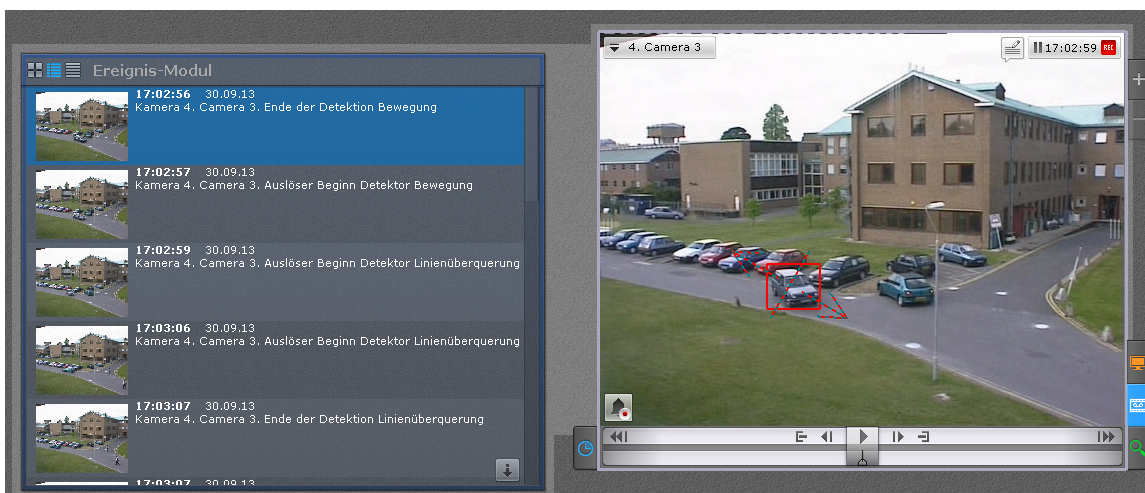 Ereignis-Modul
17:02:56 30.09.13
Kamera 4. Camera 3. Ende der Detektion Bewegung
17:02:57 30.09.13
Kamera 4. Camera 3. Auslöser Beginn Detektor Bewegung
17:02:59 30.09.13
Kamera 4. Camera 3. Auslöser Beginn Detektor Linienüberquerung
17:03:06 30.09.13
Kamera 4. Camera 3. Auslöser Beginn Detektor Linienüberquerung
17:03:07 30.09.13
Kamera 4. Camera 3. Ende der Detektion Linienüberquerung
17:03:07 30.09.13
4. Camera 3
17:02:59 REC